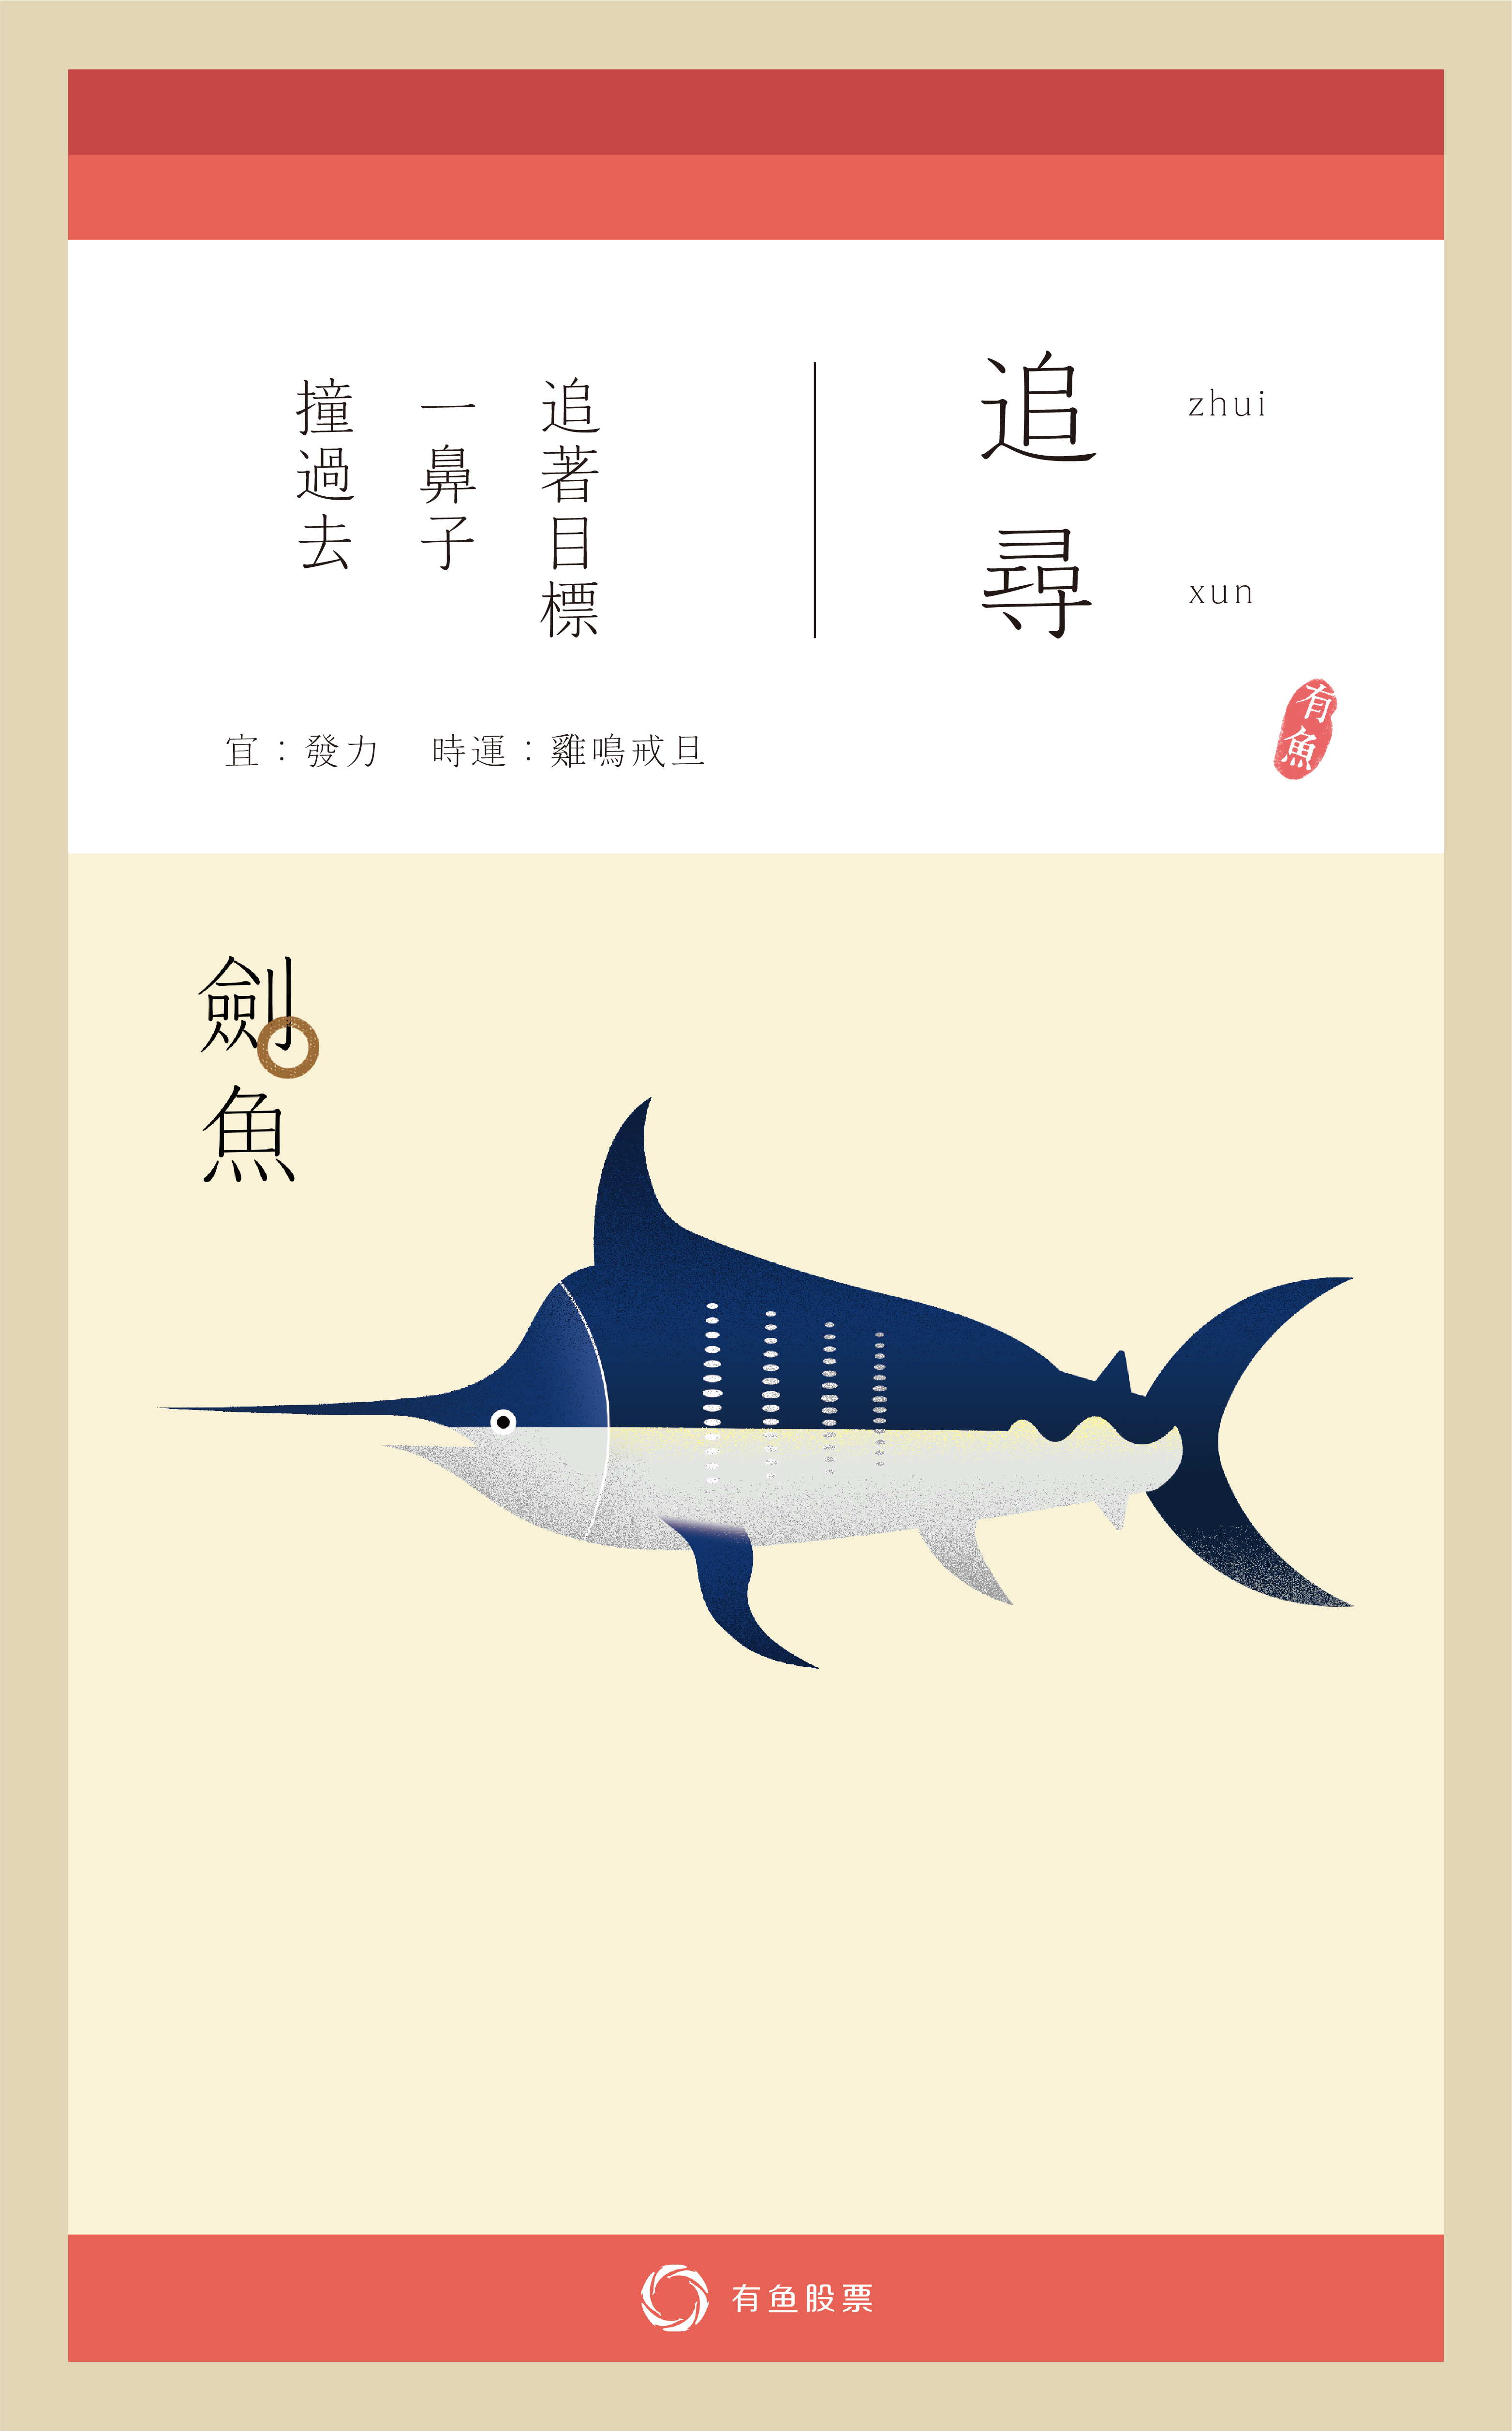 追尋
zhui
xun
追著目標
一鼻子
撞過去
宜：發力 時運：雞鳴戒旦
有魚
劍魚
有鱼股票